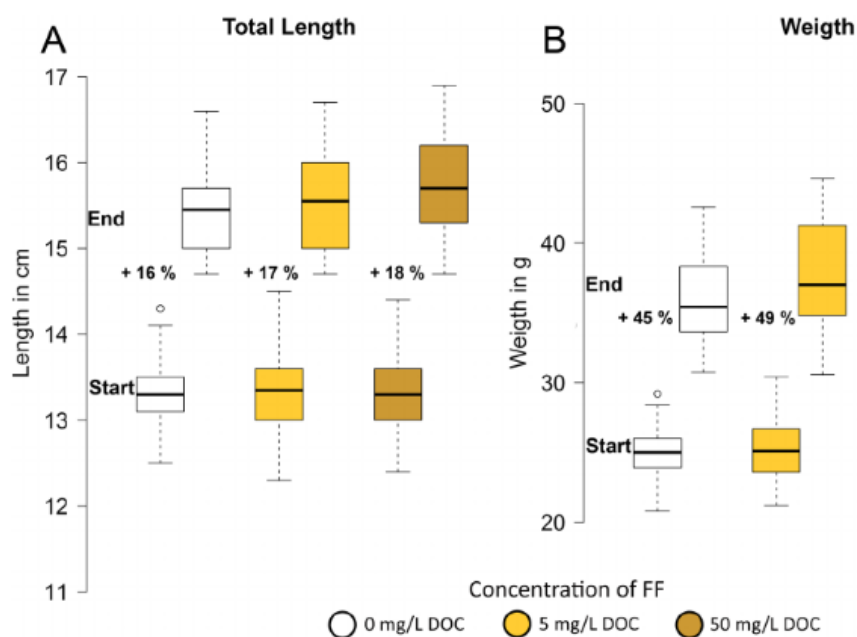 A
Total Length
B
Weigth
17
16
15
14
13
12
11
Length in cm
End
+ 16 %
+ 17 %
+ 18 %
Start
50
40
30
20
Weigth in g
End
+ 45 %
+ 49 %
Start
Concentration of FF
0 mg/L DOC
5 mg/L DOC
50 mg/L DOC